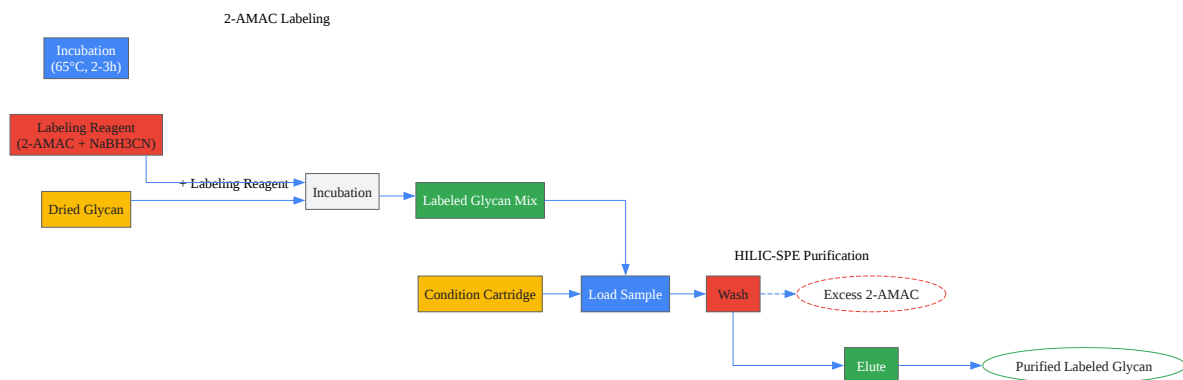 2-AMAC Labeling
Incubation
(65°C, 2-3h)
Labeling Reagent
(2-AMAC + NaBH3CN)
+ Labeling Reagent
Incubation
Dried Glycan
Labeled Glycan Mix
HILIC-SPE Purification
Condition Cartridge
Load Sample
Wash
Excess 2-AMAC
Elute
Purified Labeled Glycan